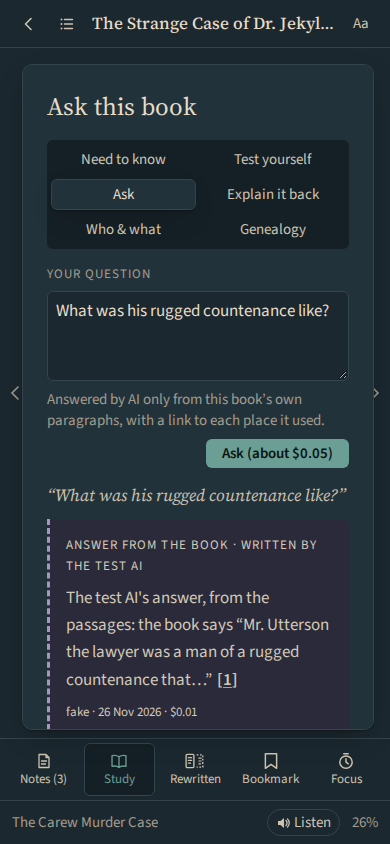 The Strange Case of Dr. Jekyl... Aa
Ask this book
Need to know Test yourself
Ask Explain it back
Who & what Genealogy
YOUR QUESTION
What was his rugged countenance like?
Answered by AI only from this book's own
paragraphs, with a link to each place it used.
Ask (about $0.05)
“What was his rugged countenance like?”
ANSWER FROM THE BOOK · WRITTEN BY
THE TEST AI
The test AI's answer, from the
passages: the book says “Mr. Utterson
the lawyer was a man of a rugged
countenance that…” [1]
fake · 26 Nov 2026 · $0.01
Notes (3) Study Rewritten Bookmark Focus
The Carew Murder Case Listen 26%